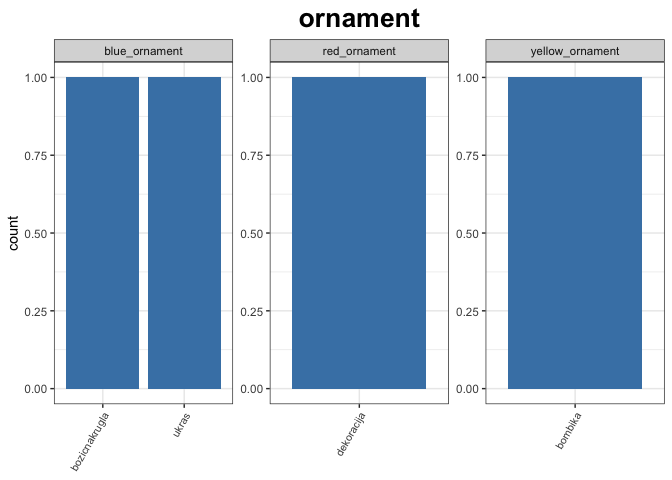 ornament
blue_ornament red_ornament yellow_ornament
1.00 1.00 1.00
0.75 0.75 0.75
0.50 0.50 0.50
0.25 0.25 0.25
0.00 0.00 0.00
count
bozicnakrugla ukras dekoracija bombika